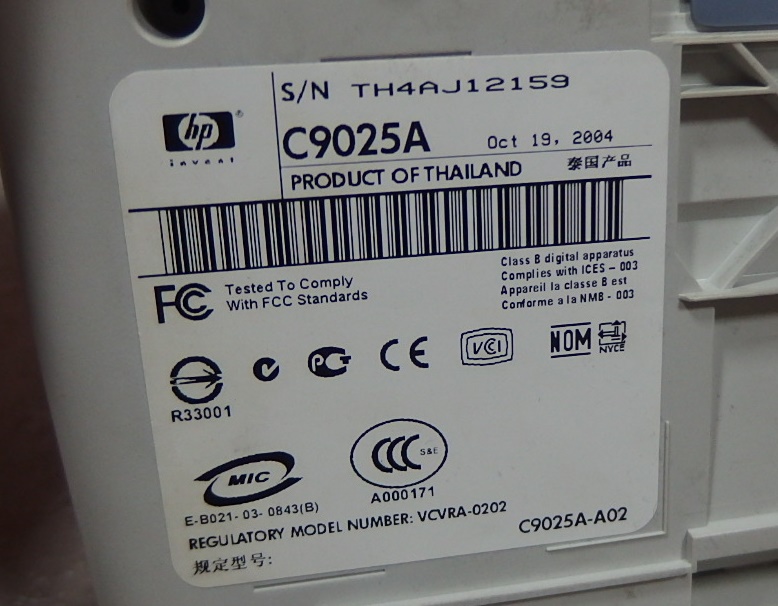 S/N TH4AJ12159
hp®
invent
C9025A Oct 19, 2004
PRODUCT OF THAILAND 泰国产品
FC Tested To Comply
With FCC Standards
Class B digital apparatus
Complies with ICES - 003
Appareil la classe B est
Conforme a la NMB - 003
R33001
PCT
CE
VCCI
NOM
NYCE
MIC
E-B021-03-0843(B)
CCC S&E
A000171
REGULATORY MODEL NUMBER: VCVRA-0202
规定型号:
C9025A-A02